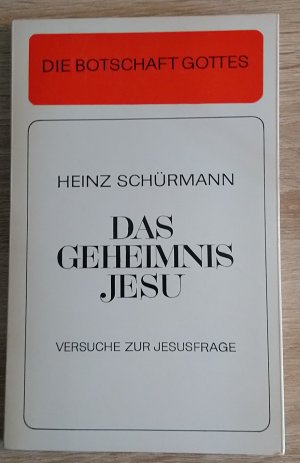 DIE BOTSCHAFT GOTTES
HEINZ SCHÜRMANN
DAS
GEHEIMNIS
JESU
VERSUCHE ZUR JESUSFRAGE